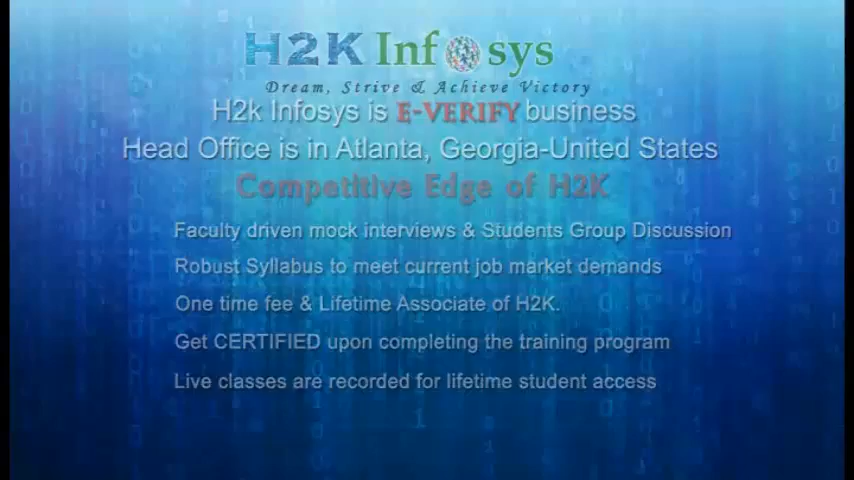 H2K Infosys
Dream, Strive & Achieve Victory
H2k Infosys is E-VERIFY business
Head Office is in Atlanta, Georgia-United States
Competitive Edge of H2K
Faculty driven mock interviews & Students Group Discussion
Robust Syllabus to meet current job market demands
One time fee & Lifetime Associate of H2K.
Get CERTIFIED upon completing the training program
Live classes are recorded for lifetime student access